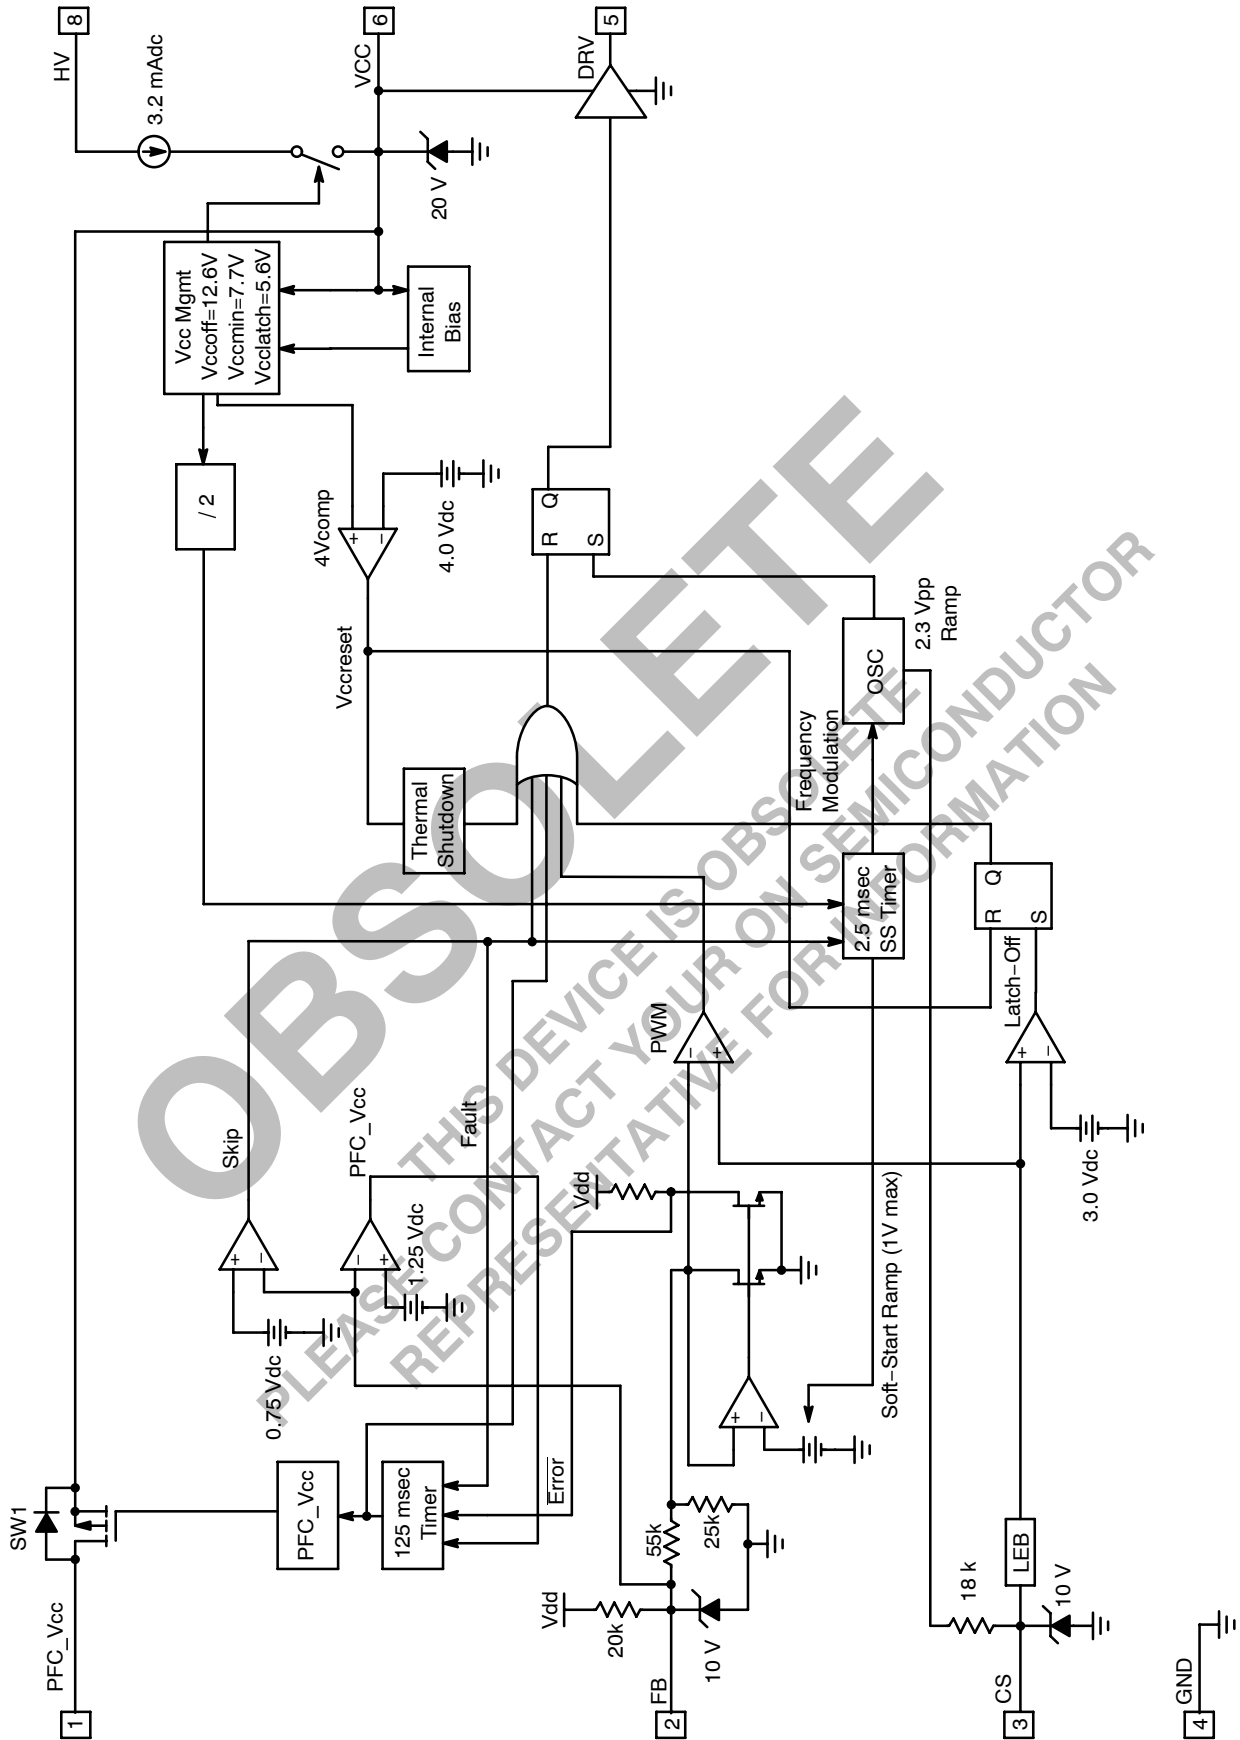 SW1
PFC_Vcc
1
HV
8
3.2 mAdc
VCC
6
20 V
DRV
5
Vcc Mgmt
Vccoff=12.6V
Vccmin=7.7V
Vcclatch=5.6V
Internal
Bias
/ 2
4Vcomp
+
−
4.0 Vdc
Vccreset
Thermal
Shutdown
R
Q
S
Skip
+
−
0.75 Vdc
PFC_Vcc
−
+
1.25 Vdc
Fault
PFC_Vcc
125 msec
Timer
Error
Vdd
Vdd
20k
55k
25k
10 V
FB
2
PWM
−
+
+
−
Soft−Start Ramp (1V max)
2.5 msec
SS Timer
Frequency
Modulation
OSC
2.3 Vpp
Ramp
Latch−Off
R
Q
S
+
−
3.0 Vdc
18 k
LEB
10 V
CS
3
GND
4
OBSOLETE
THIS DEVICE IS OBSOLETE
PLEASE CONTACT YOUR ON SEMICONDUCTOR
REPRESENTATIVE FOR INFORMATION